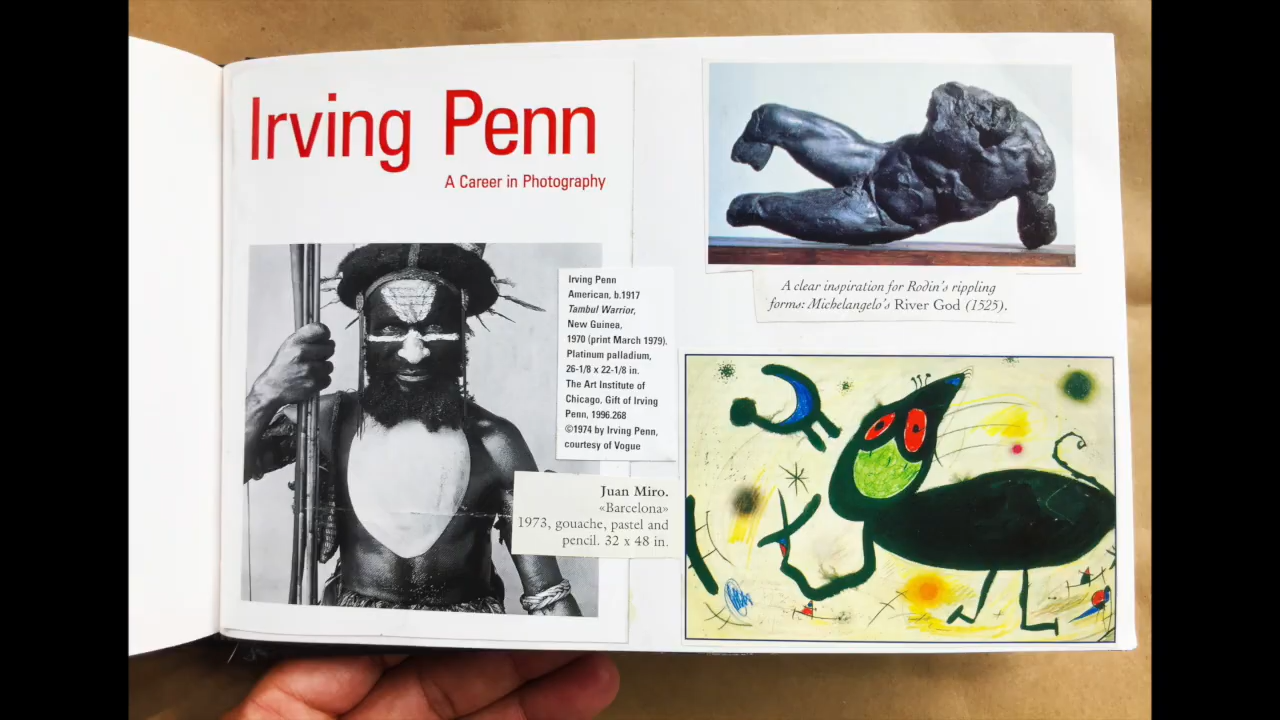 Irving Penn
A Career in Photography
Irving Penn
American, b.1917
Tambul Warrior,
New Guinea,
1970 (print March 1979).
Platinum palladium,
26-1/8 x 22-1/8 in.
The Art Institute of
Chicago. Gift of Irving
Penn, 1996.268
©1974 by Irving Penn,
courtesy of Vogue
Juan Miro.
«Barcelona»
1973, gouache, pastel and
pencil. 32 x 48 in.
A clear inspiration for Rodin's rippling
forms: Michelangelo's River God (1525).